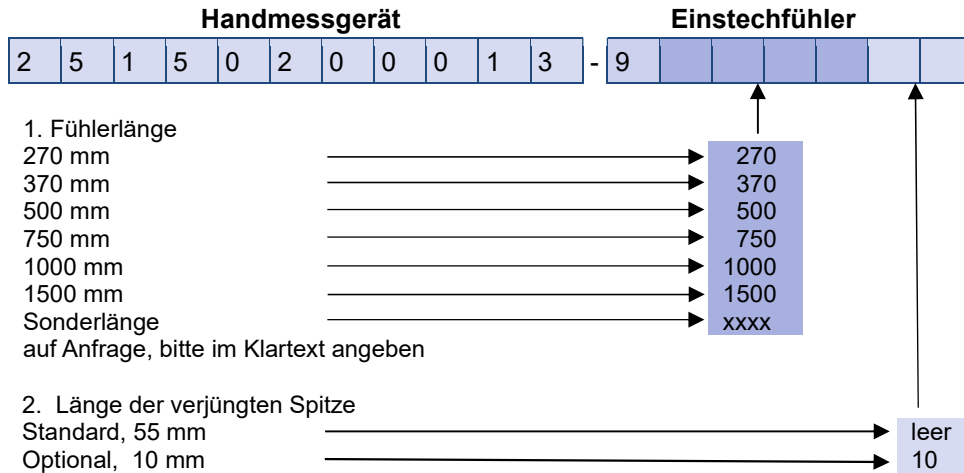 Handmessgerät Einstechfühler
2 5 1 5 0 2 0 0 0 1 3 - 9
1. Fühlerlänge
270 mm 270
370 mm 370
500 mm 500
750 mm 750
1000 mm 1000
1500 mm 1500
Sonderlänge xxxx
auf Anfrage, bitte im Klartext angeben
2. Länge der verjüngten Spitze
Standard, 55 mm leer
Optional, 10 mm 10